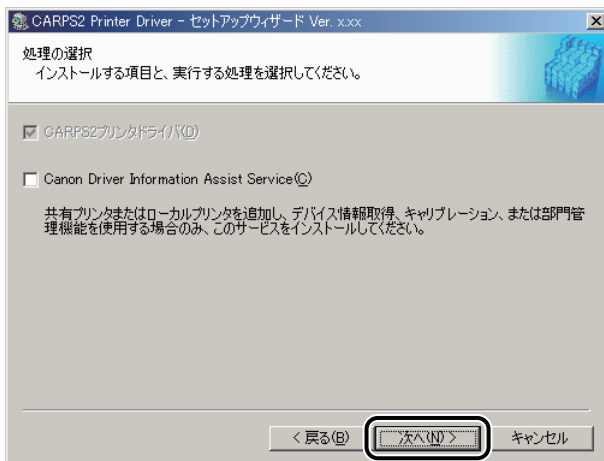 CARPS2 Printer Driver - セットアップウィザード Ver. x.xx
処理の選択
インストールする項目と、実行する処理を選択してください。
CARPS2プリンタドライバ(D)
Canon Driver Information Assist Service(C)
共有プリンタまたはローカルプリンタを追加し、デバイス情報取得、キャリブレーション、または部門管
理機能を使用する場合のみ、このサービスをインストールしてください。
< 戻る(B)
次へ(N) >
キャンセル